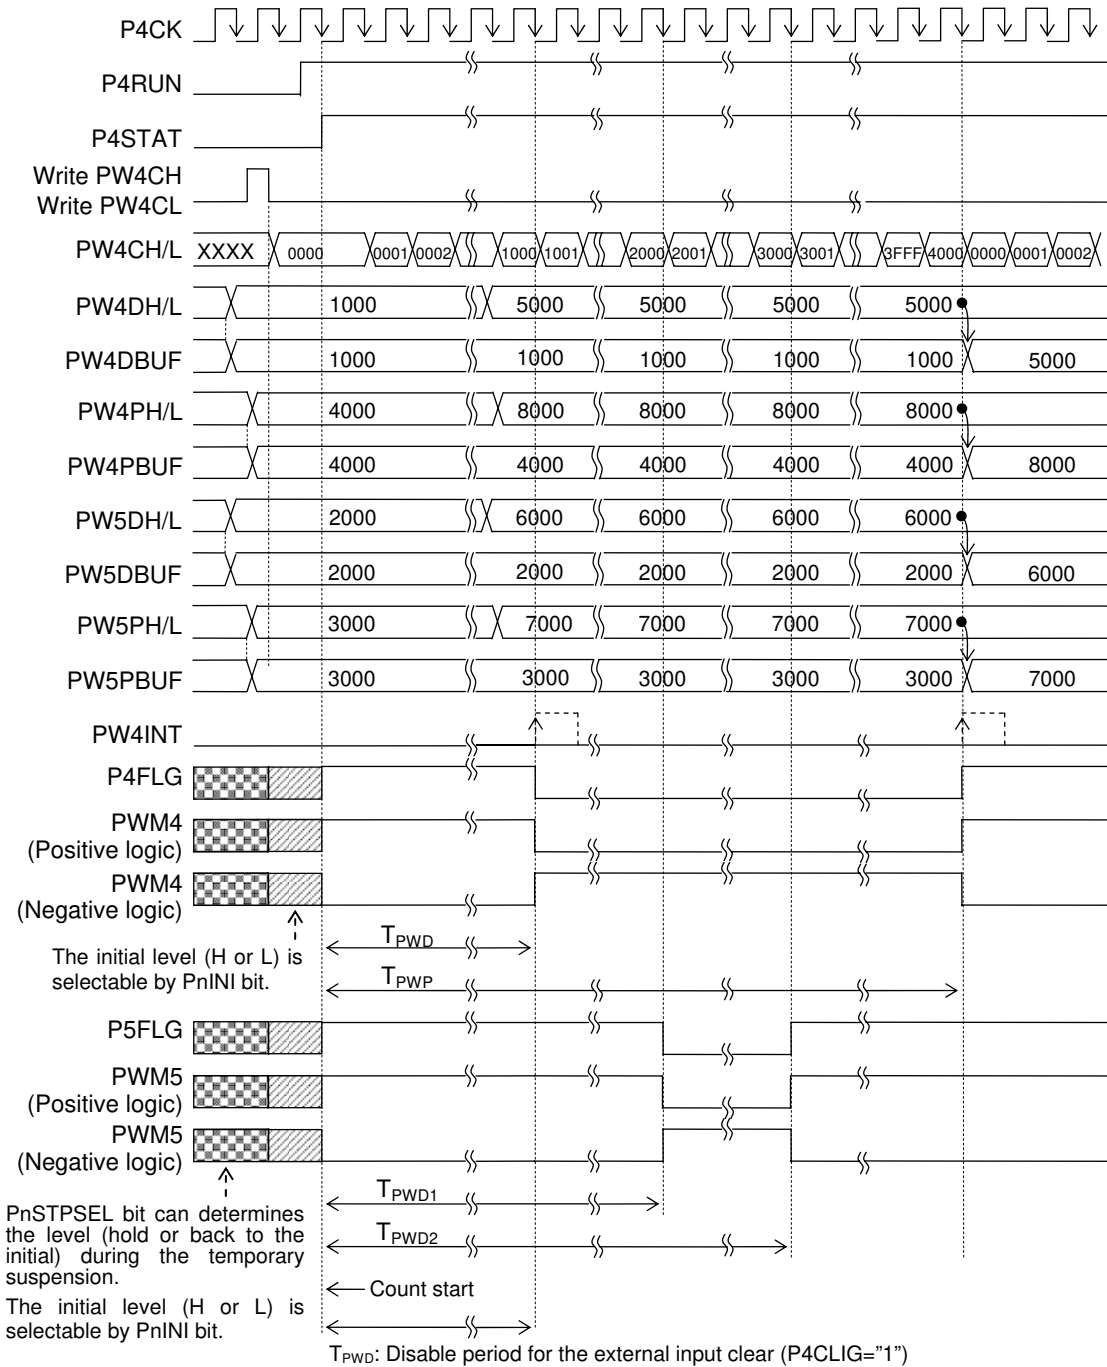 P4CK
P4RUN
P4STAT
Write PW4CH
Write PW4CL
PW4CH/L XXXX 0000 0001 0002 1000 1001 2000 2001 3000 3001 3FFF 4000 0000 0001 0002
PW4DH/L 1000 5000 5000 5000 5000
PW4DBUF 1000 1000 1000 1000 1000 5000
PW4PH/L 4000 8000 8000 8000 8000
PW4PBUF 4000 4000 4000 4000 4000 8000
PW5DH/L 2000 6000 6000 6000 6000
PW5DBUF 2000 2000 2000 2000 2000 6000
PW5PH/L 3000 7000 7000 7000 7000
PW5PBUF 3000 3000 3000 3000 3000 7000
PW4INT
P4FLG
PWM4
(Positive logic)
PWM4
(Negative logic)
TPWD
The initial level (H or L) is
selectable by PnINI bit.
TPWP
P5FLG
PWM5
(Positive logic)
PWM5
(Negative logic)
TPWD1
PnSTPSEL bit can determines
the level (hold or back to the
initial) during the temporary
suspension.
TPWD2
Count start
The initial level (H or L) is
selectable by PnINI bit.
TPWD: Disable period for the external input clear (P4CLIG=”1”)